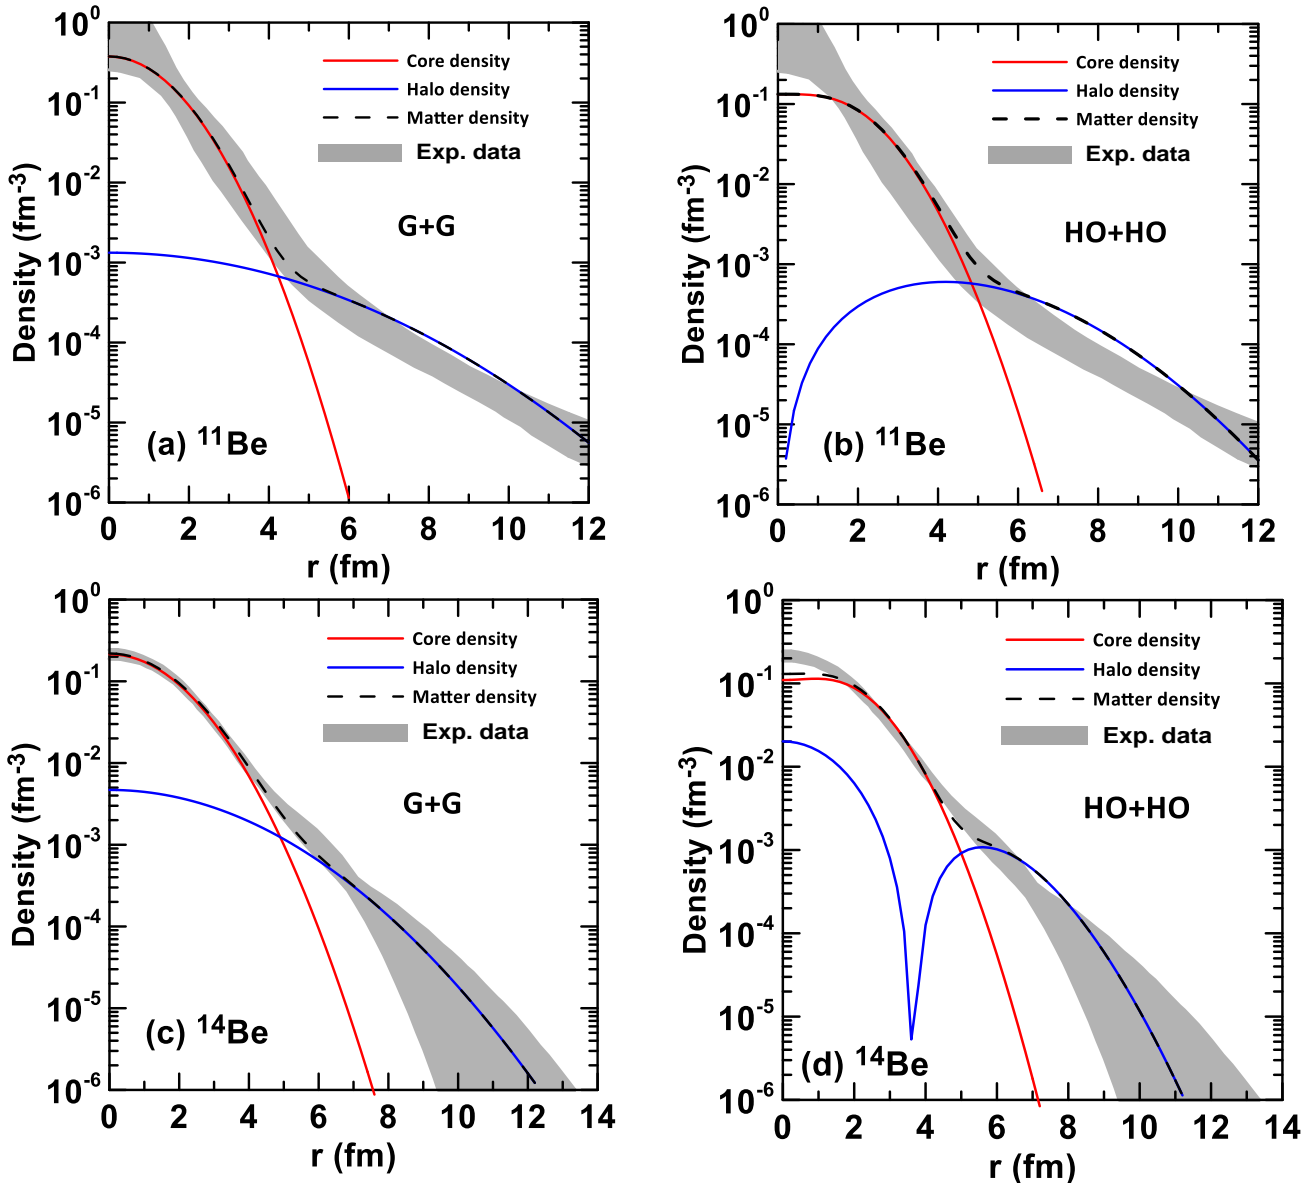 10^0
10^-1
10^-2
10^-3
10^-4
10^-5
10^-6
Density (fm^-3)
Core density
Halo density
Matter density
Exp. data
G+G
(a) ^11Be
0 2 4 6 8 10 12
r (fm)
10^0
10^-1
10^-2
10^-3
10^-4
10^-5
10^-6
Density (fm^-3)
Core density
Halo density
Matter density
Exp. data
HO+HO
(b) ^11Be
0 2 4 6 8 10 12
r (fm)
10^0
10^-1
10^-2
10^-3
10^-4
10^-5
10^-6
Density (fm^-3)
Core density
Halo density
Matter density
Exp. data
G+G
(c) ^14Be
0 2 4 6 8 10 12 14
r (fm)
10^0
10^-1
10^-2
10^-3
10^-4
10^-5
10^-6
Density (fm^-3)
Core density
Halo density
Matter density
Exp. data
HO+HO
(d) ^14Be
0 2 4 6 8 10 12 14
r (fm)